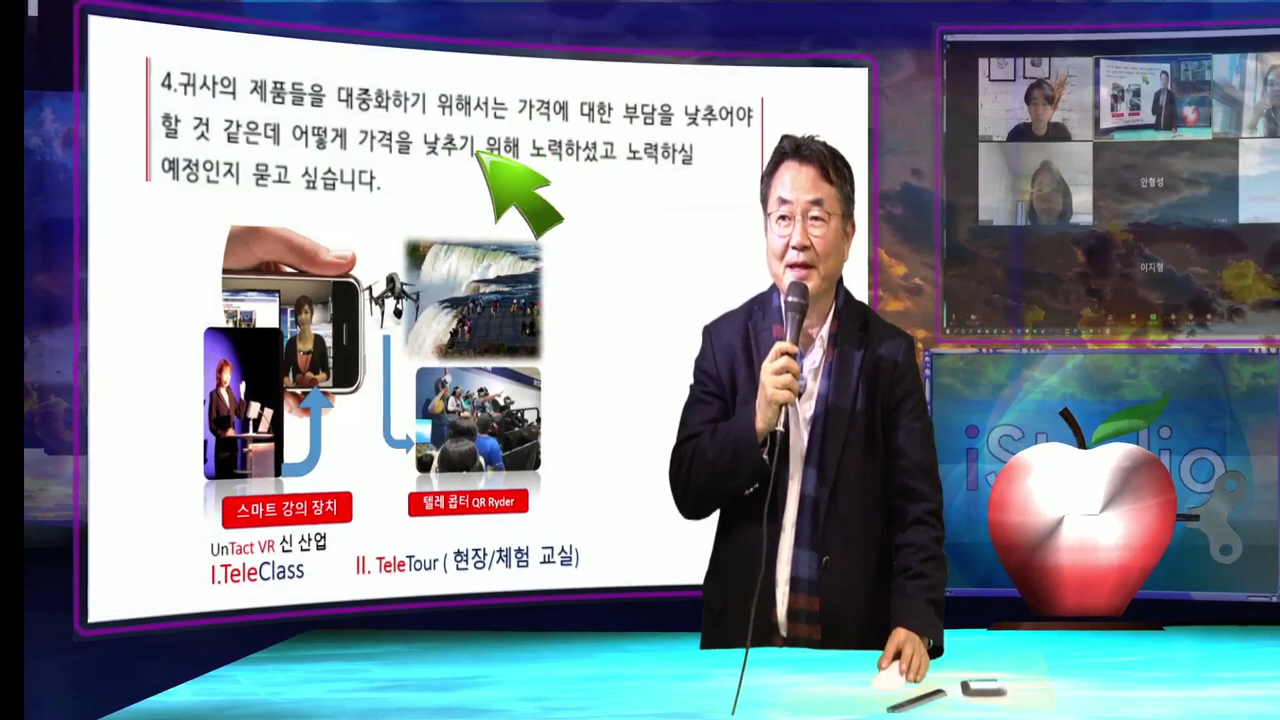 4.귀사의 제품들을 대중화하기 위해서는 가격에 대한 부담을 낮추어야
할 것 같은데 어떻게 가격을 낮추기 위해 노력하셨고 노력하실
예정인지 묻고 싶습니다.
스마트 강의 장치
텔레 콥터 QR Ryder
UnTact VR 신 산업
I.TeleClass
II. TeleTour ( 현장/체험 교실)
안형성
이지형
iStudio